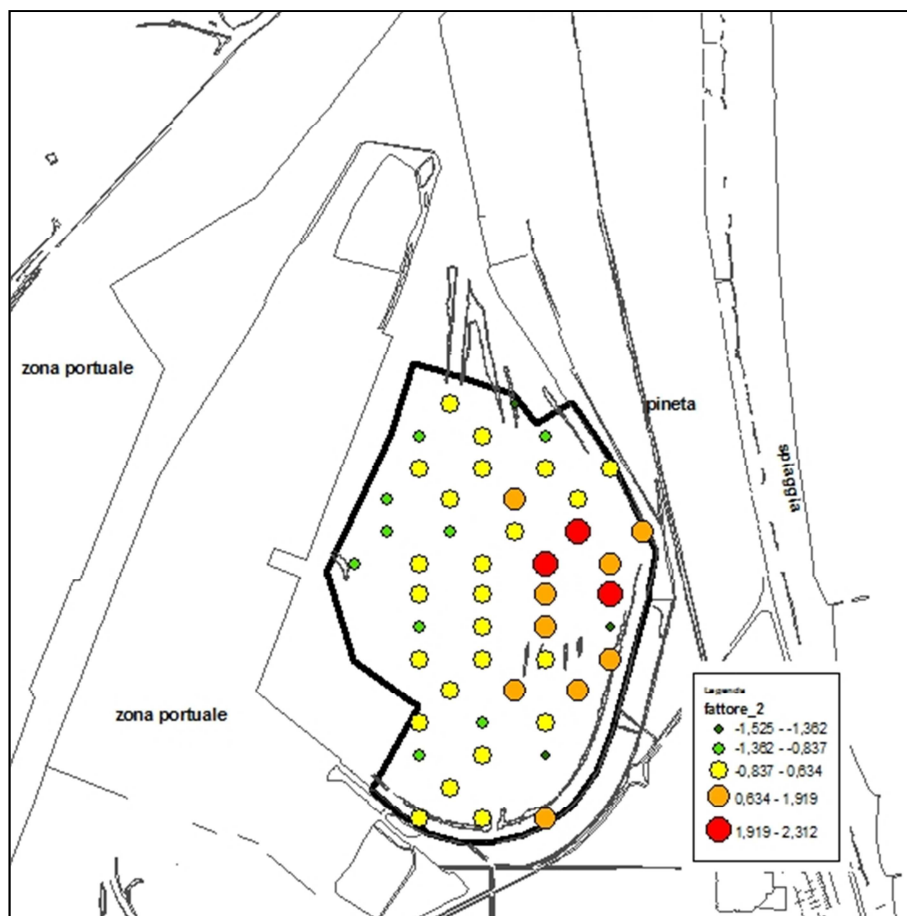 zona portuale
pineta
spiaggia
zona portuale
Legenda
fattore_2
-1,525 - -1,362
-1,362 - -0,837
-0,837 - 0,634
0,634 - 1,919
1,919 - 2,312